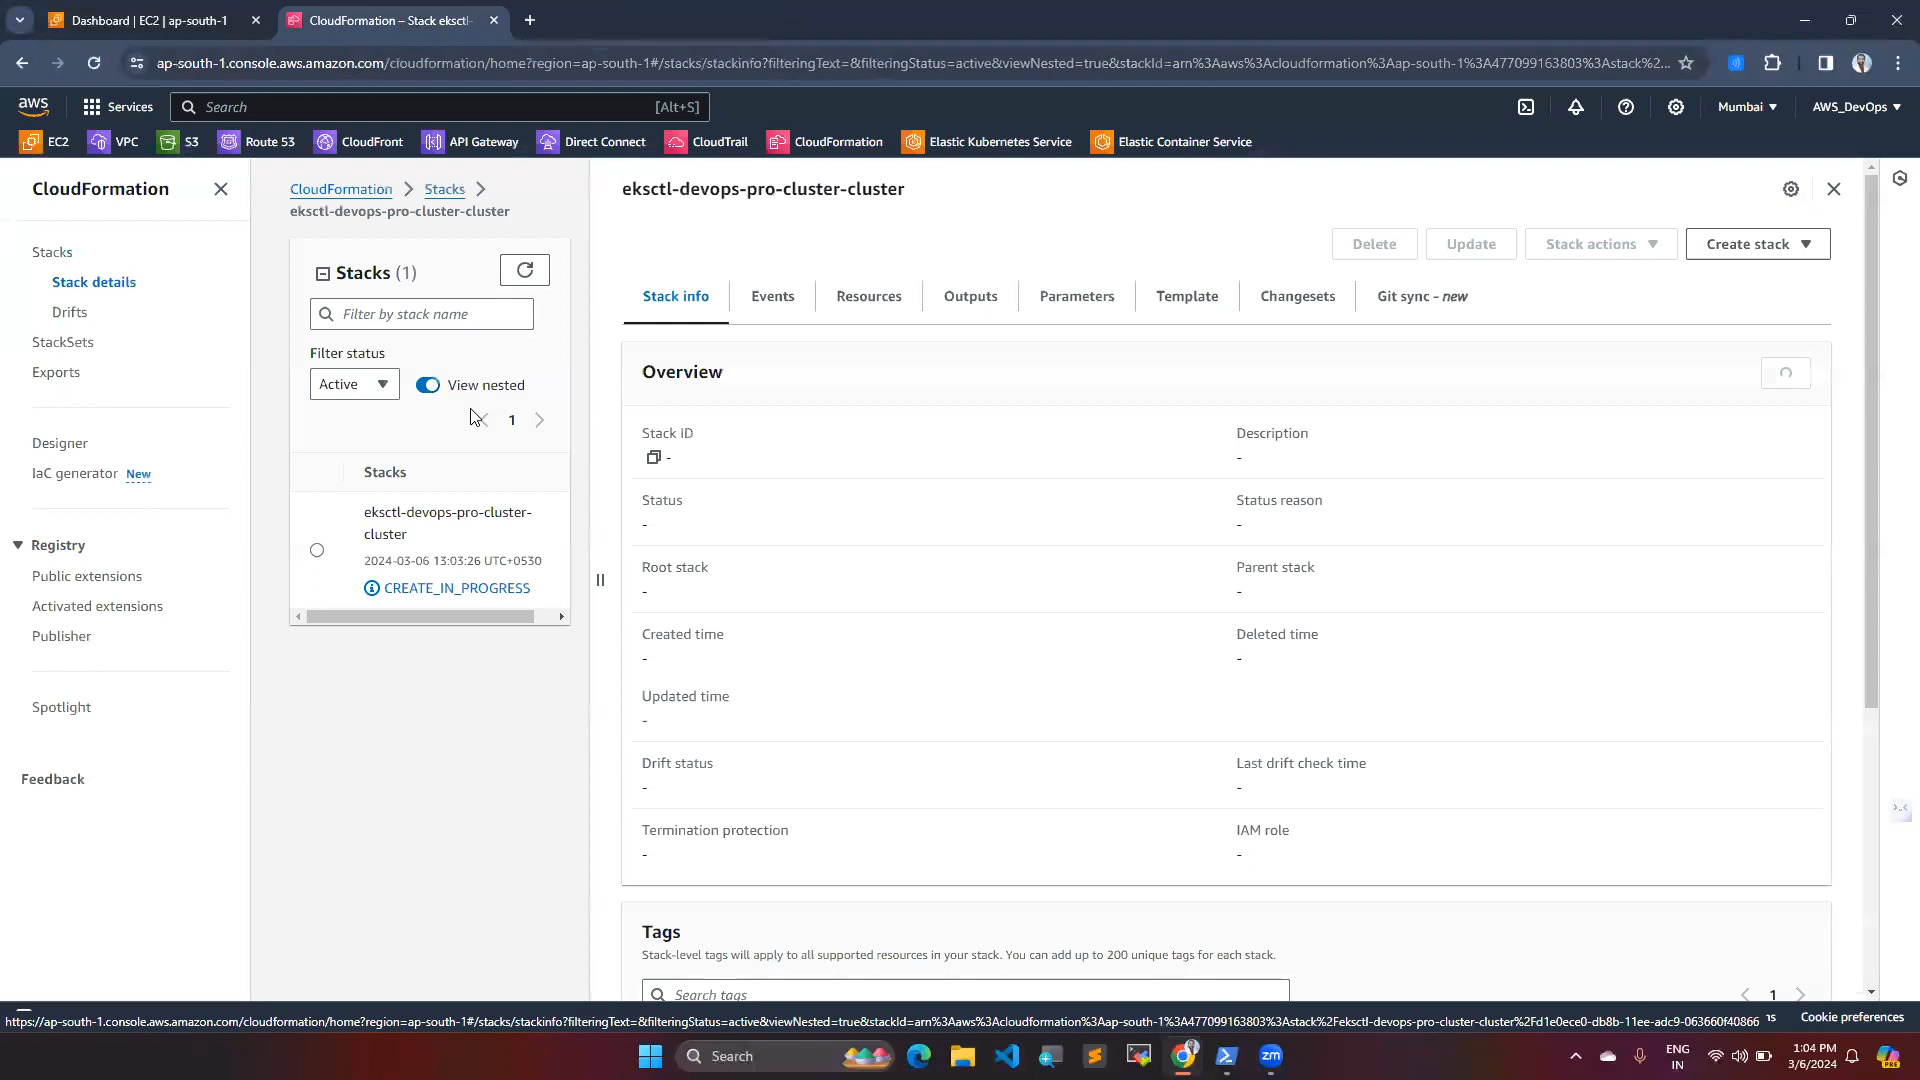 Dashboard | EC2 | ap-south-1
CloudFormation – Stack eksctl-
ap-south-1.console.aws.amazon.com/cloudformation/home?region=ap-south-1#/stacks/stackinfo?filteringText=&filteringStatus=active&viewNested=true&stackId=arn%3Aaws%3Acloudformation%3Aap-south-1%3A477099163803%3Astack%2...
aws
Services
Search
[Alt+S]
Mumbai
AWS_DevOps
EC2
VPC
S3
Route 53
CloudFront
API Gateway
Direct Connect
CloudTrail
CloudFormation
Elastic Kubernetes Service
Elastic Container Service
CloudFormation
Stacks
Stack details
Drifts
StackSets
Exports
Designer
IaC generator New
Registry
Public extensions
Activated extensions
Publisher
Spotlight
Feedback
CloudFormation
Stacks
eksctl-devops-pro-cluster-cluster
Stacks (1)
Filter by stack name
Filter status
Active
View nested
1
Stacks
eksctl-devops-pro-cluster-
cluster
2024-03-06 13:03:26 UTC+0530
CREATE_IN_PROGRESS
eksctl-devops-pro-cluster-cluster
Delete
Update
Stack actions
Create stack
Stack info
Events
Resources
Outputs
Parameters
Template
Changesets
Git sync - new
Overview
Stack ID
-
Description
-
Status
-
Status reason
-
Root stack
-
Parent stack
-
Created time
-
Deleted time
-
Updated time
-
Drift status
-
Last drift check time
-
Termination protection
-
IAM role
-
Tags
Stack-level tags will apply to all supported resources in your stack. You can add up to 200 unique tags for each stack.
Search tags
1
https://ap-south-1.console.aws.amazon.com/cloudformation/home?region=ap-south-1#/stacks/stackinfo?filteringText=&filteringStatus=active&viewNested=true&stackId=arn%3Aaws%3Acloudformation%3Aap-south-1%3A477099163803%3Astack%2Feksctl-devops-pro-cluster-cluster%2Fd1e0ece0-db8b-11ee-adc9-063660f40866
Cookie preferences
Search
zm
ENG
IN
1:04 PM
3/6/2024
PRE